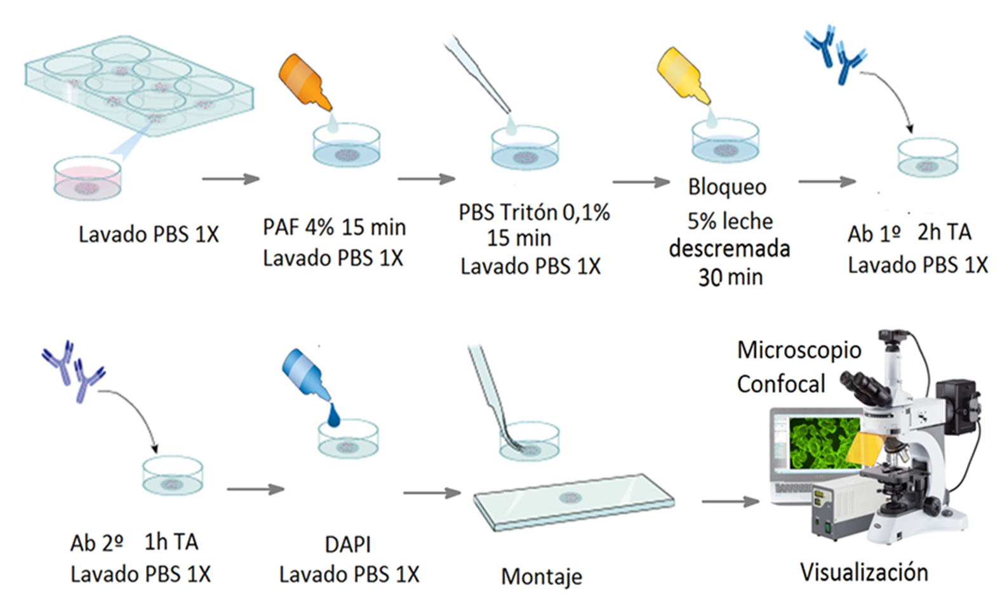 Lavado PBS 1X
PAF 4% 15 min
Lavado PBS 1X
PBS Tritón 0,1%
15 min
Lavado PBS 1X
Bloqueo
5% leche
descremada
30 min
Ab 1º 2h TA
Lavado PBS 1X
Ab 2º 1h TA
Lavado PBS 1X
DAPI
Lavado PBS 1X
Montaje
Microscopio
Confocal
Visualización